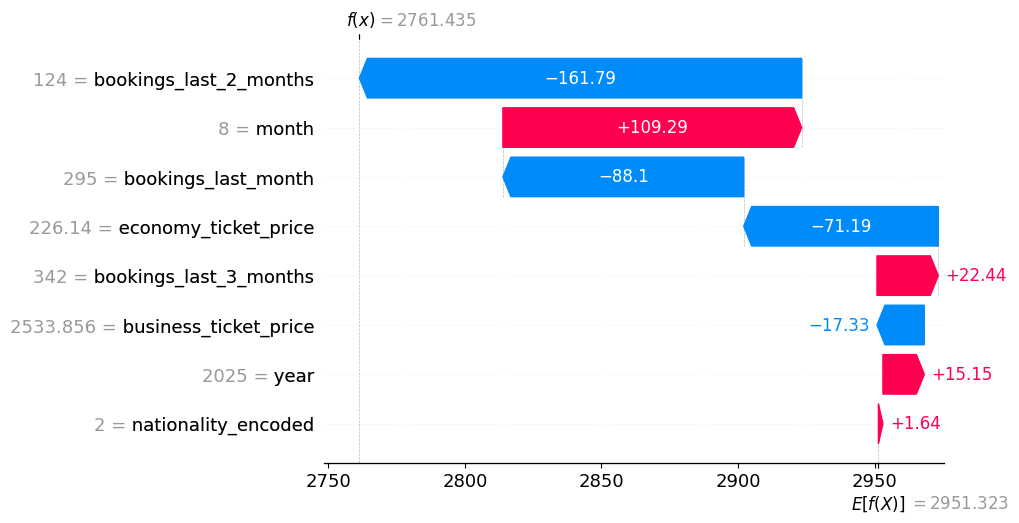 f(x) = 2761.435
124 = bookings_last_2_months
−161.79
8 = month
+109.29
295 = bookings_last_month
−88.1
226.14 = economy_ticket_price
−71.19
342 = bookings_last_3_months
+22.44
2533.856 = business_ticket_price
−17.33
2025 = year
+15.15
2 = nationality_encoded
+1.64
2750 2800 2850 2900 2950
E[f(X)] = 2951.323